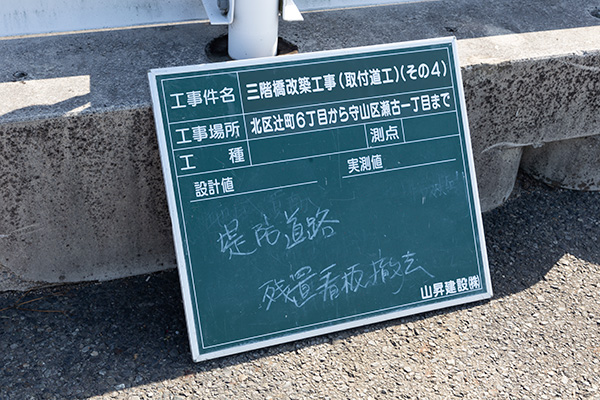 工事件名 三階橋改築工事(取付道工)(その4)
工事場所 北区辻町6丁目から守山区瀬古一丁目まで
工種 測点
設計値 実測値
堤防道路
残置看板撤去
山昇建設㈱